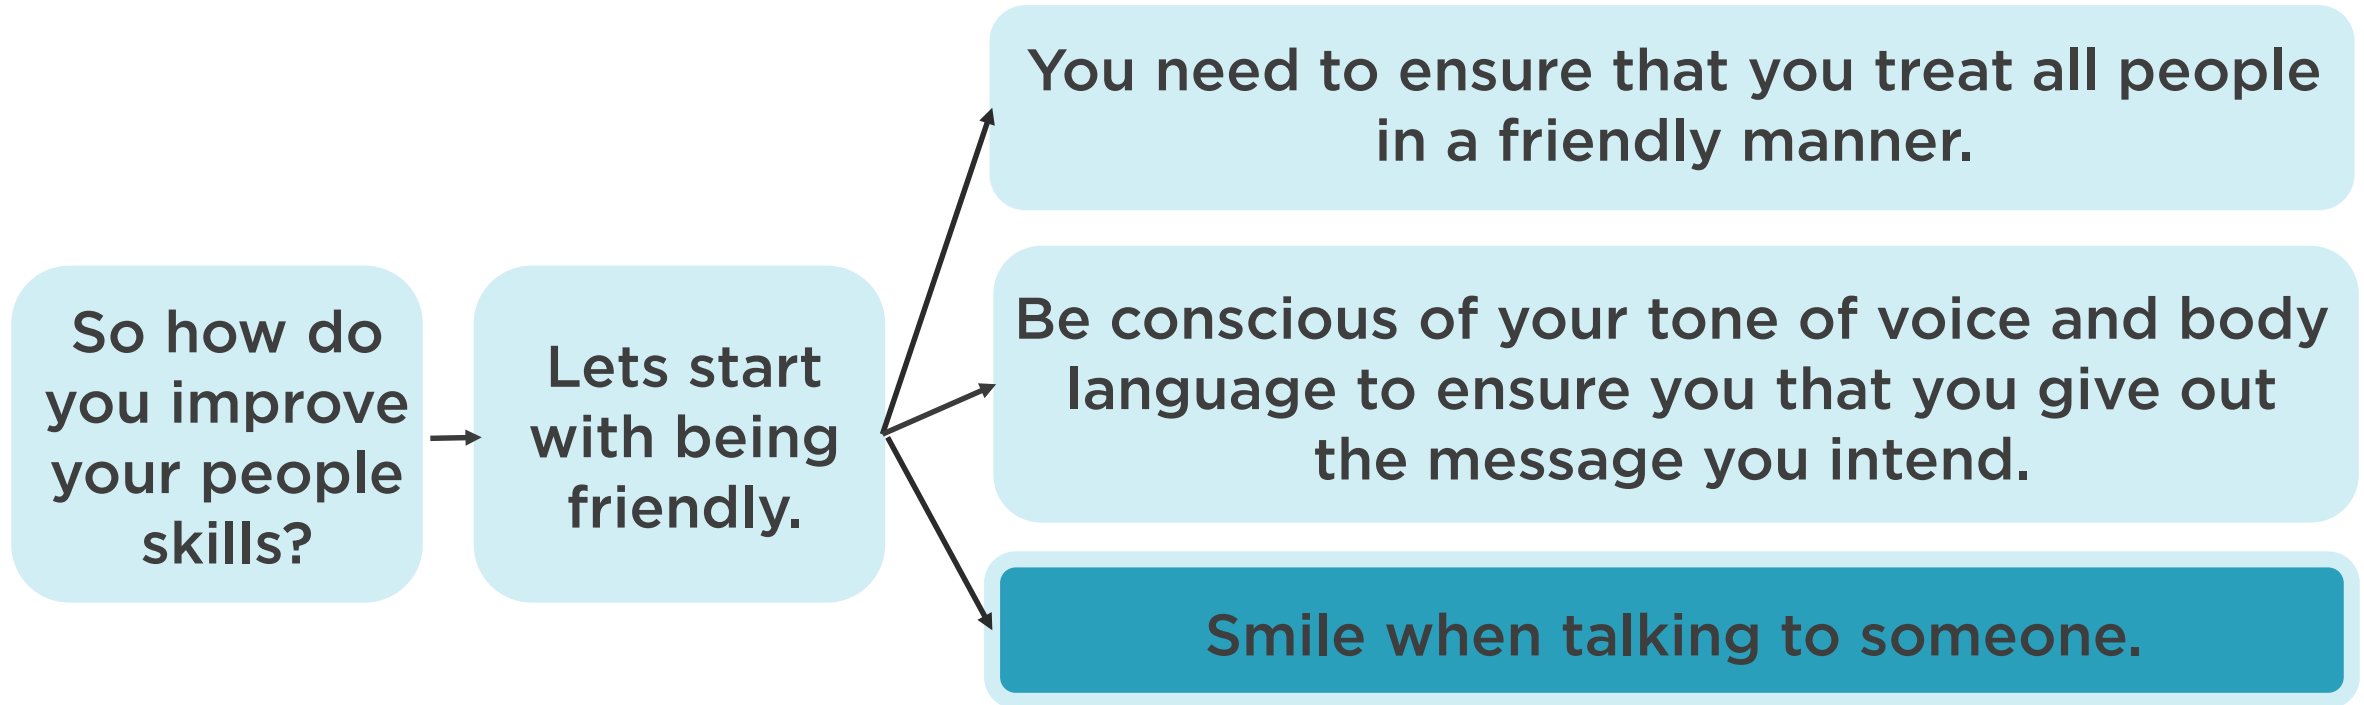 So how do
you improve
your people
skills?
Lets start
with being
friendly.
You need to ensure that you treat all people
in a friendly manner.
Be conscious of your tone of voice and body
language to ensure you that you give out
the message you intend.
Smile when talking to someone.